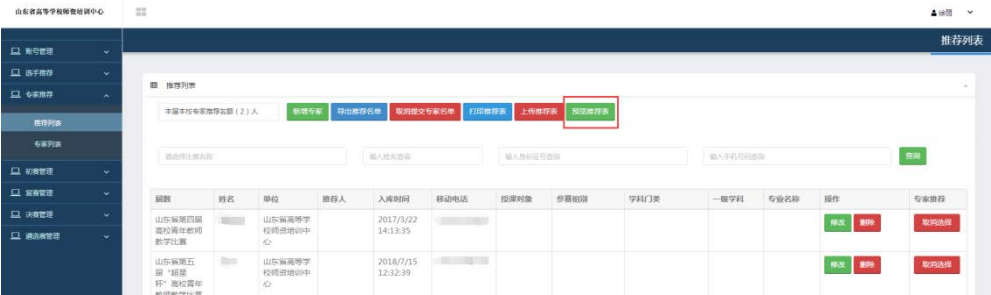 山东省高等学校师资培训中心
徐囡
推荐列表
账号管理
选手推荐
专家推荐
推荐列表
专家列表
初赛管理
复赛管理
决赛管理
遴选赛管理
推荐列表
本届本校专家推荐名额（2）人
新增专家
导出推荐名单
取消提交专家名单
打印推荐表
上传推荐表
预览推荐表
请选择比赛名称
输入姓名查询
输入身份证号查询
输入手机号码查询
查询
届数 姓名 单位 推荐人 入库时间 移动电话 授课对象 参赛组别 学科门类 一级学科 专业名称 操作 专家推荐
山东省第四届 山东省高等学 2017/3/22 修改 删除 取消选择
高校青年教师 校师资培训中 14:13:35
教学比赛 心
山东省第五 山东省高等学 2018/7/15 修改 删除 取消选择
届“超星 校师资培训中 12:32:39
杯”高校青年 心
教师教学比赛